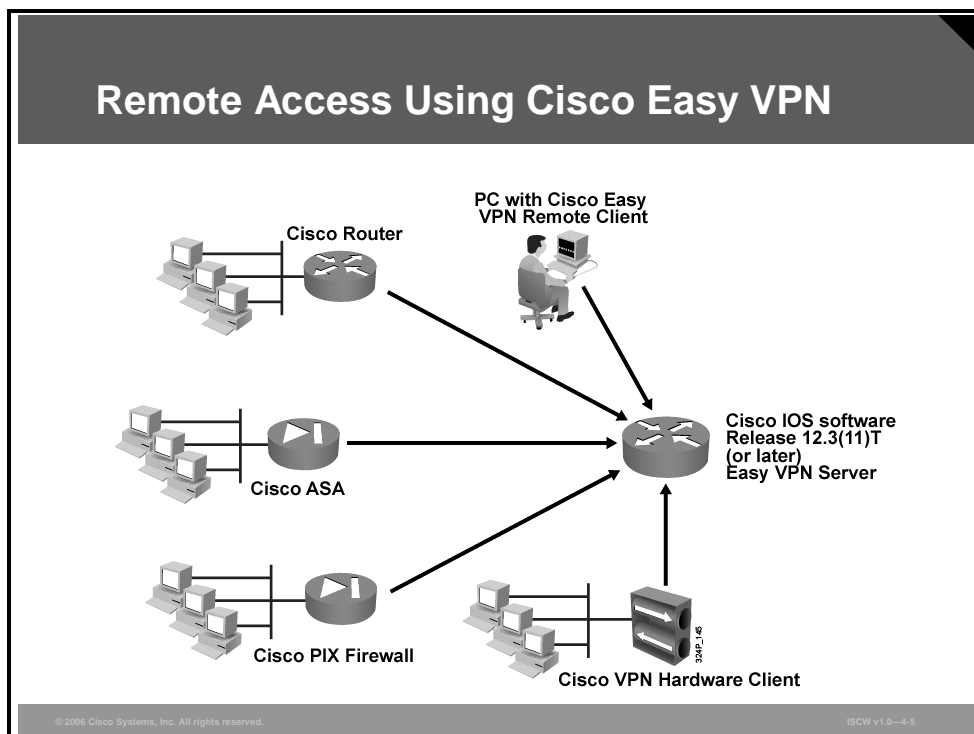 Remote Access Using Cisco Easy VPN
PC with Cisco Easy
VPN Remote Client
Cisco Router
Cisco IOS software
Release 12.3(11)T
(or later)
Easy VPN Server
Cisco ASA
Cisco PIX Firewall
324P_145
Cisco VPN Hardware Client
© 2006 Cisco Systems, Inc. All rights reserved.
ISCW v1.0—4-5